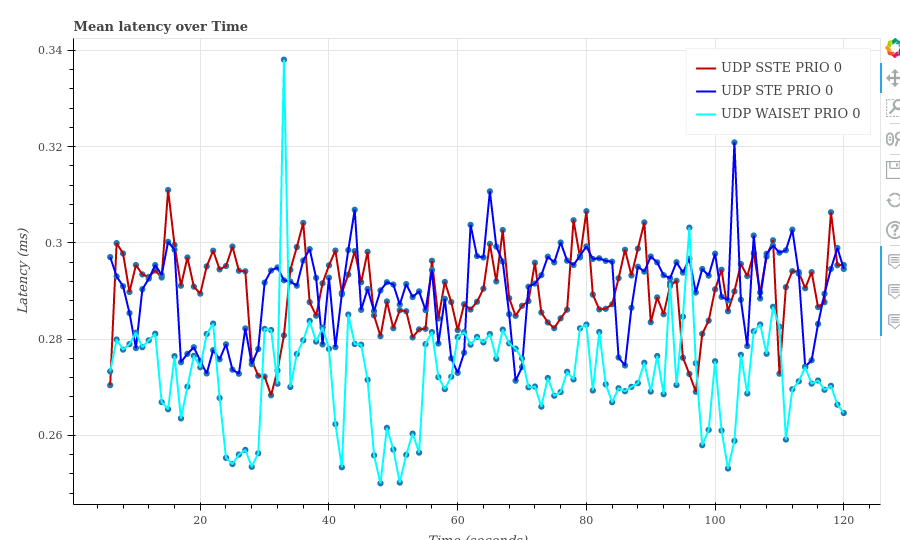 Mean latency over Time
0.34
0.32
0.3
0.28
0.26
Latency (ms)
UDP SSTE PRIO 0
UDP STE PRIO 0
UDP WAISET PRIO 0
20
40
60
80
100
120
Time (seconds)